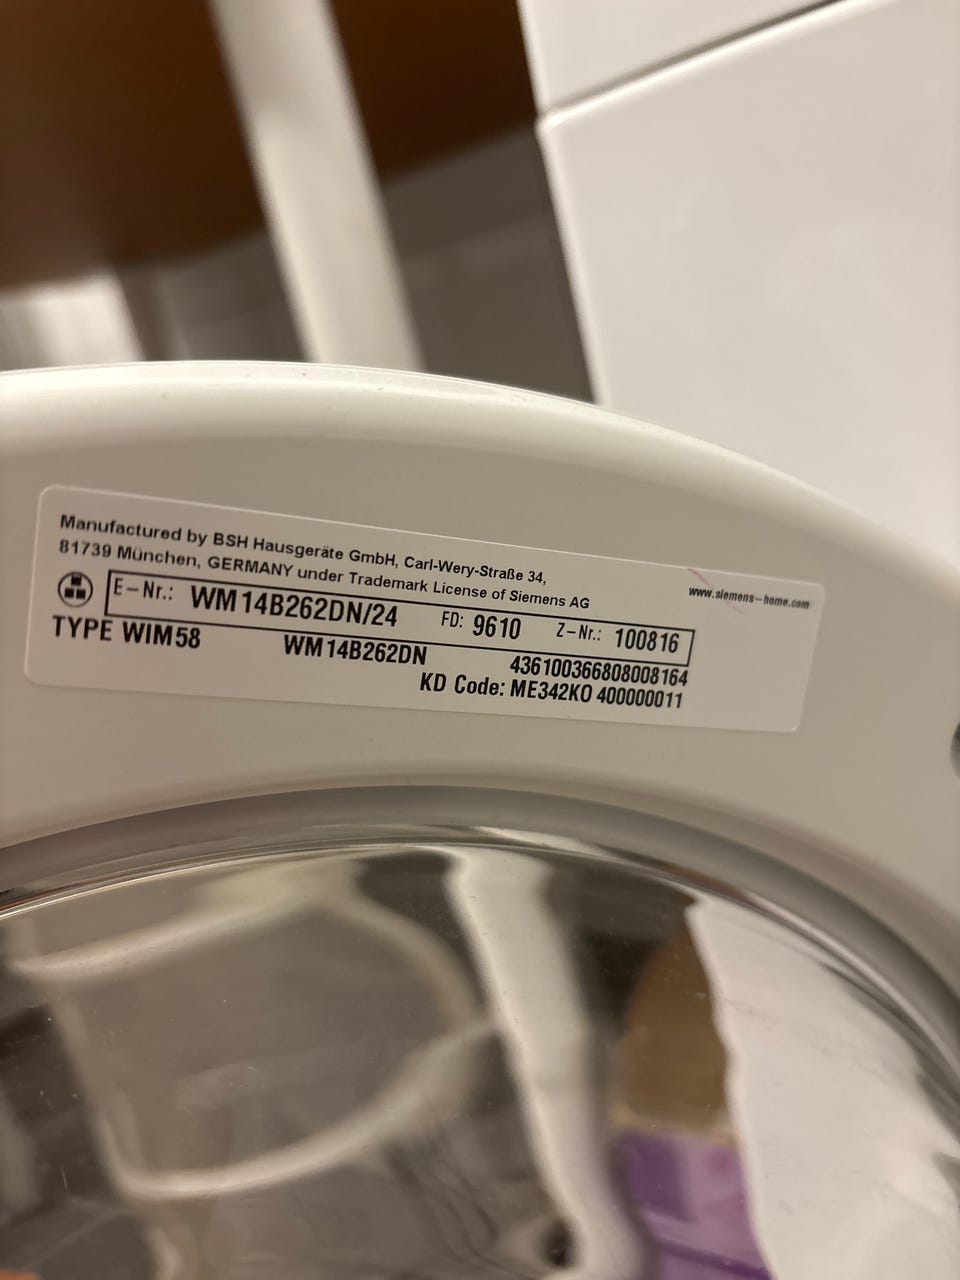 Manufactured by BSH Hausgeräte GmbH, Carl-Wery-Straße 34,
81739 München, GERMANY under Trademark License of Siemens AG
www.siemens-home.com
E-Nr.: WM14B262DN/24 FD: 9610 Z-Nr.: 100816
TYPE WIM58 WM14B262DN 436100366808008164
KD Code: ME342KO 400000011